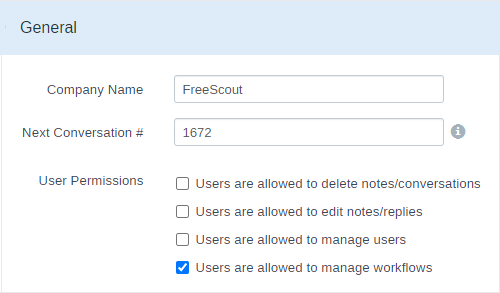 General
Company Name FreeScout
Next Conversation # 1672
User Permissions
Users are allowed to delete notes/conversations
Users are allowed to edit notes/replies
Users are allowed to manage users
Users are allowed to manage workflows